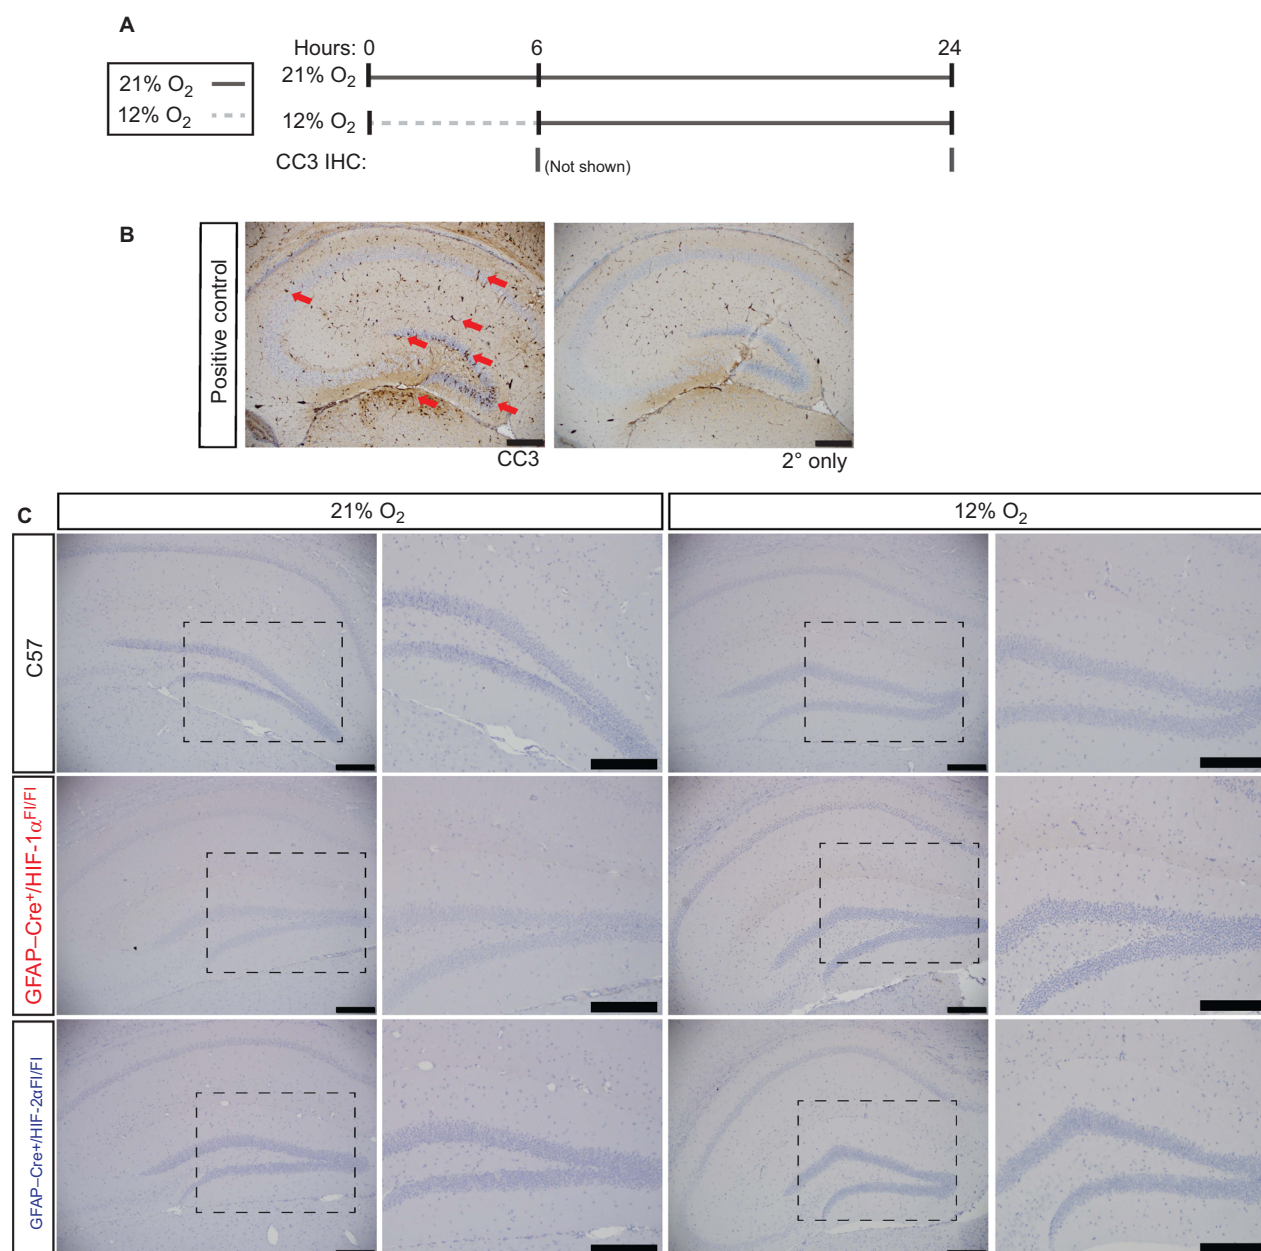 A
Hours: 0 6 24
21% O2
12% O2
21% O2
12% O2
CC3 IHC: (Not shown)
B
Positive control
CC3
2° only
C
21% O2
12% O2
C57
GFAP–Cre+/HIF-1αFl/Fl
GFAP–Cre+/HIF-2αFl/Fl